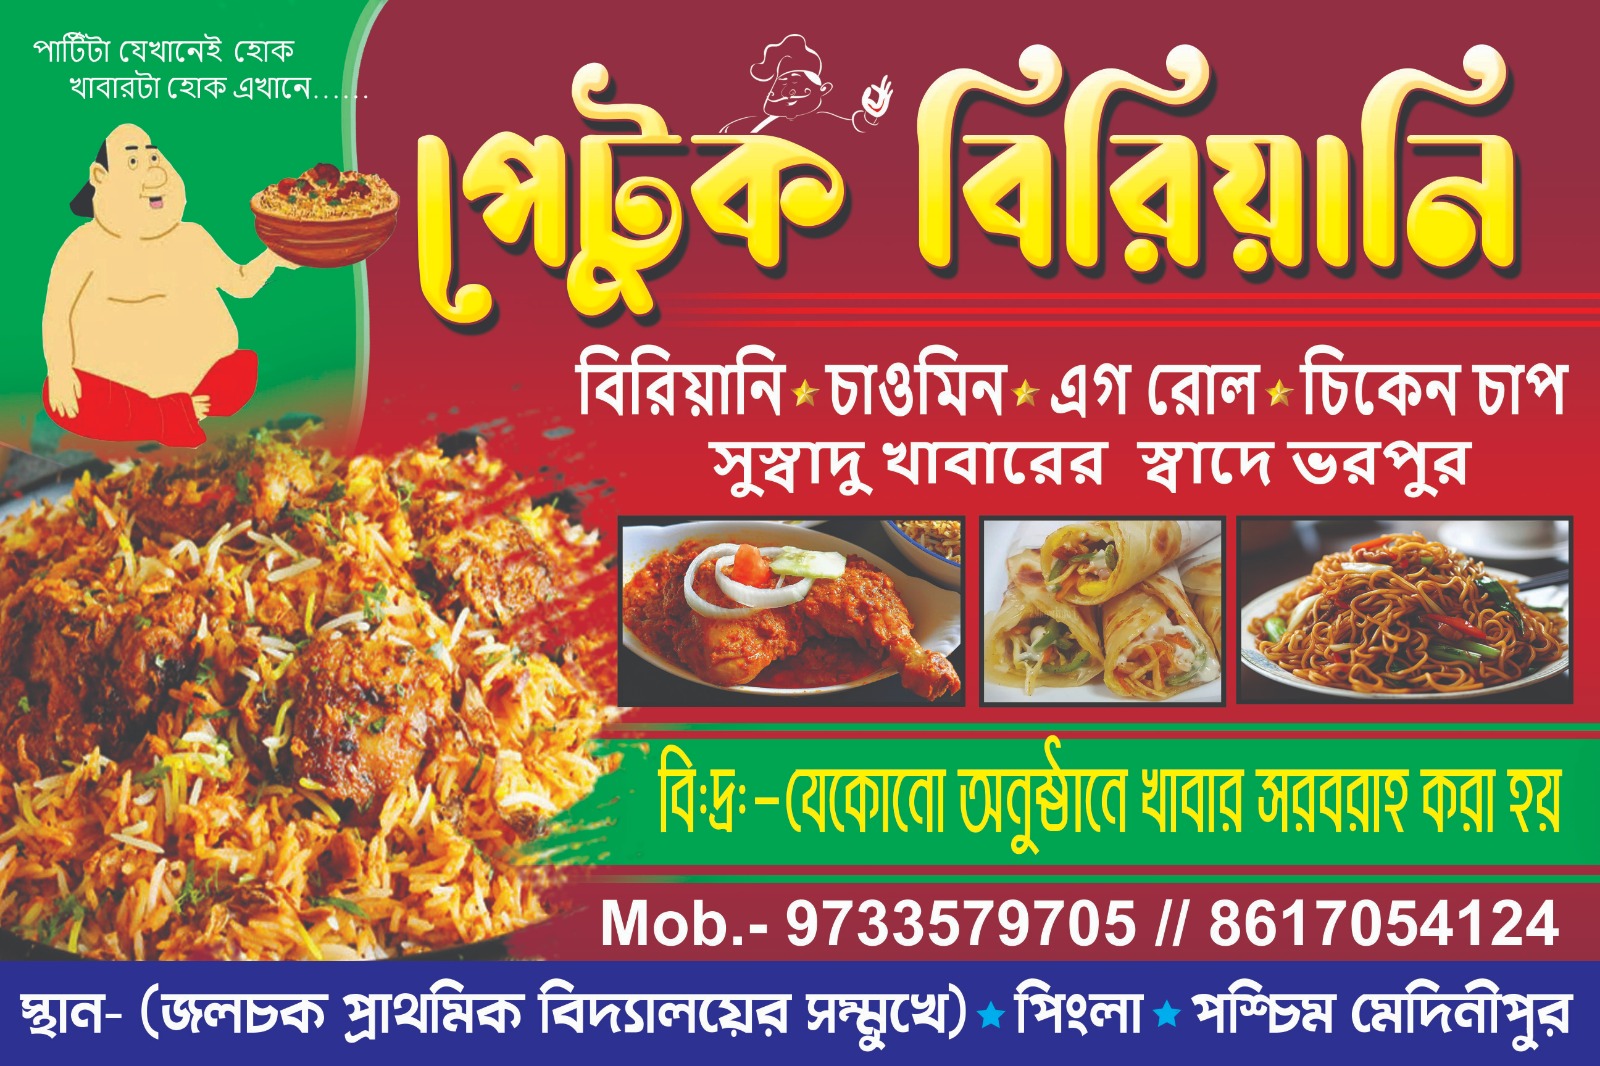 পার্টিটা যেখানেই হোক
খাবারটা হোক এখানে......
পেটুক বিরিয়ানি
বিরিয়ানি চাওমিন এগ রোল চিকেন চাপ
সুস্বাদু খাবারের স্বাদে ভরপুর
বি:দ্র:-যেকোনো অনুষ্ঠানে খাবার সরবরাহ করা হয়
Mob.- 9733579705 // 8617054124
স্থান- (জলচক প্রাথমিক বিদ্যালয়ের সম্মুখে) পিংলা পশ্চিম মেদিনীপুর